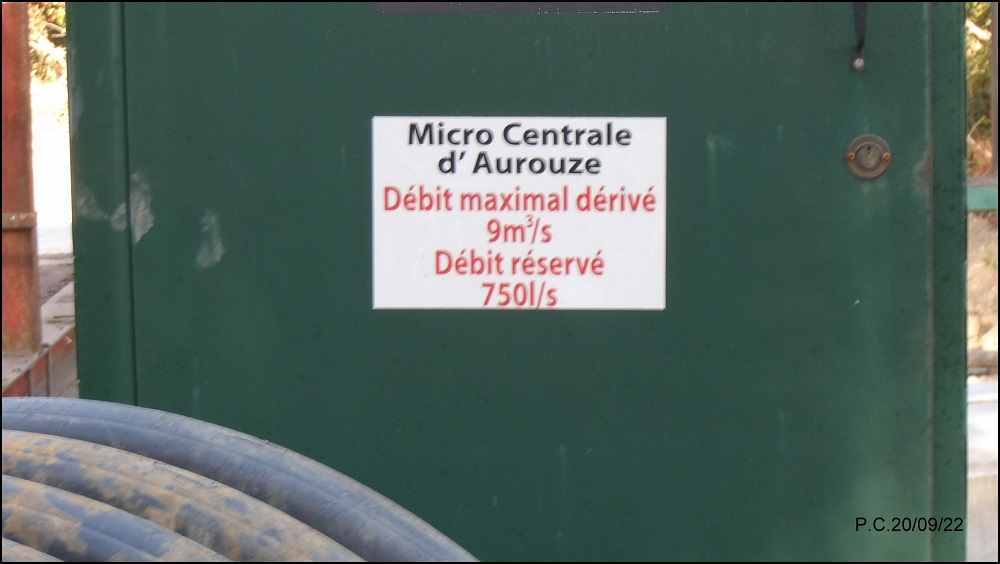 Micro Centrale
d' Aurouze
Débit maximal dérivé
9m³/s
Débit réservé
750l/s
P.C.20/09/22